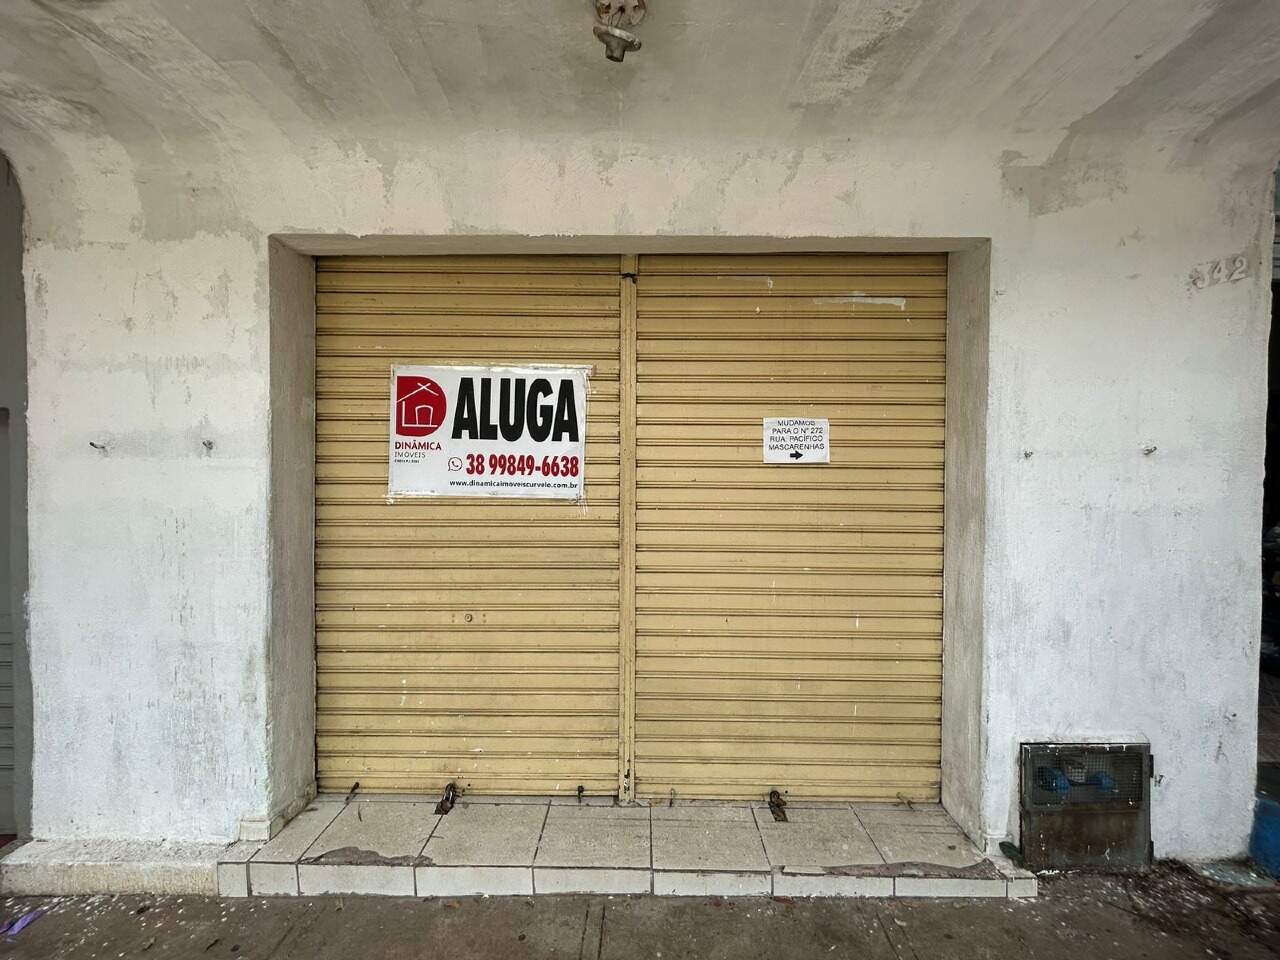 ALUGA
DINÂMICA
IMÓVEIS
38 99849-6638
www.dinamicaimoveiscurvelo.com.br
MUDAMOS
PARA O Nº 272
RUA: PACÍFICO
MASCARENHAS
342